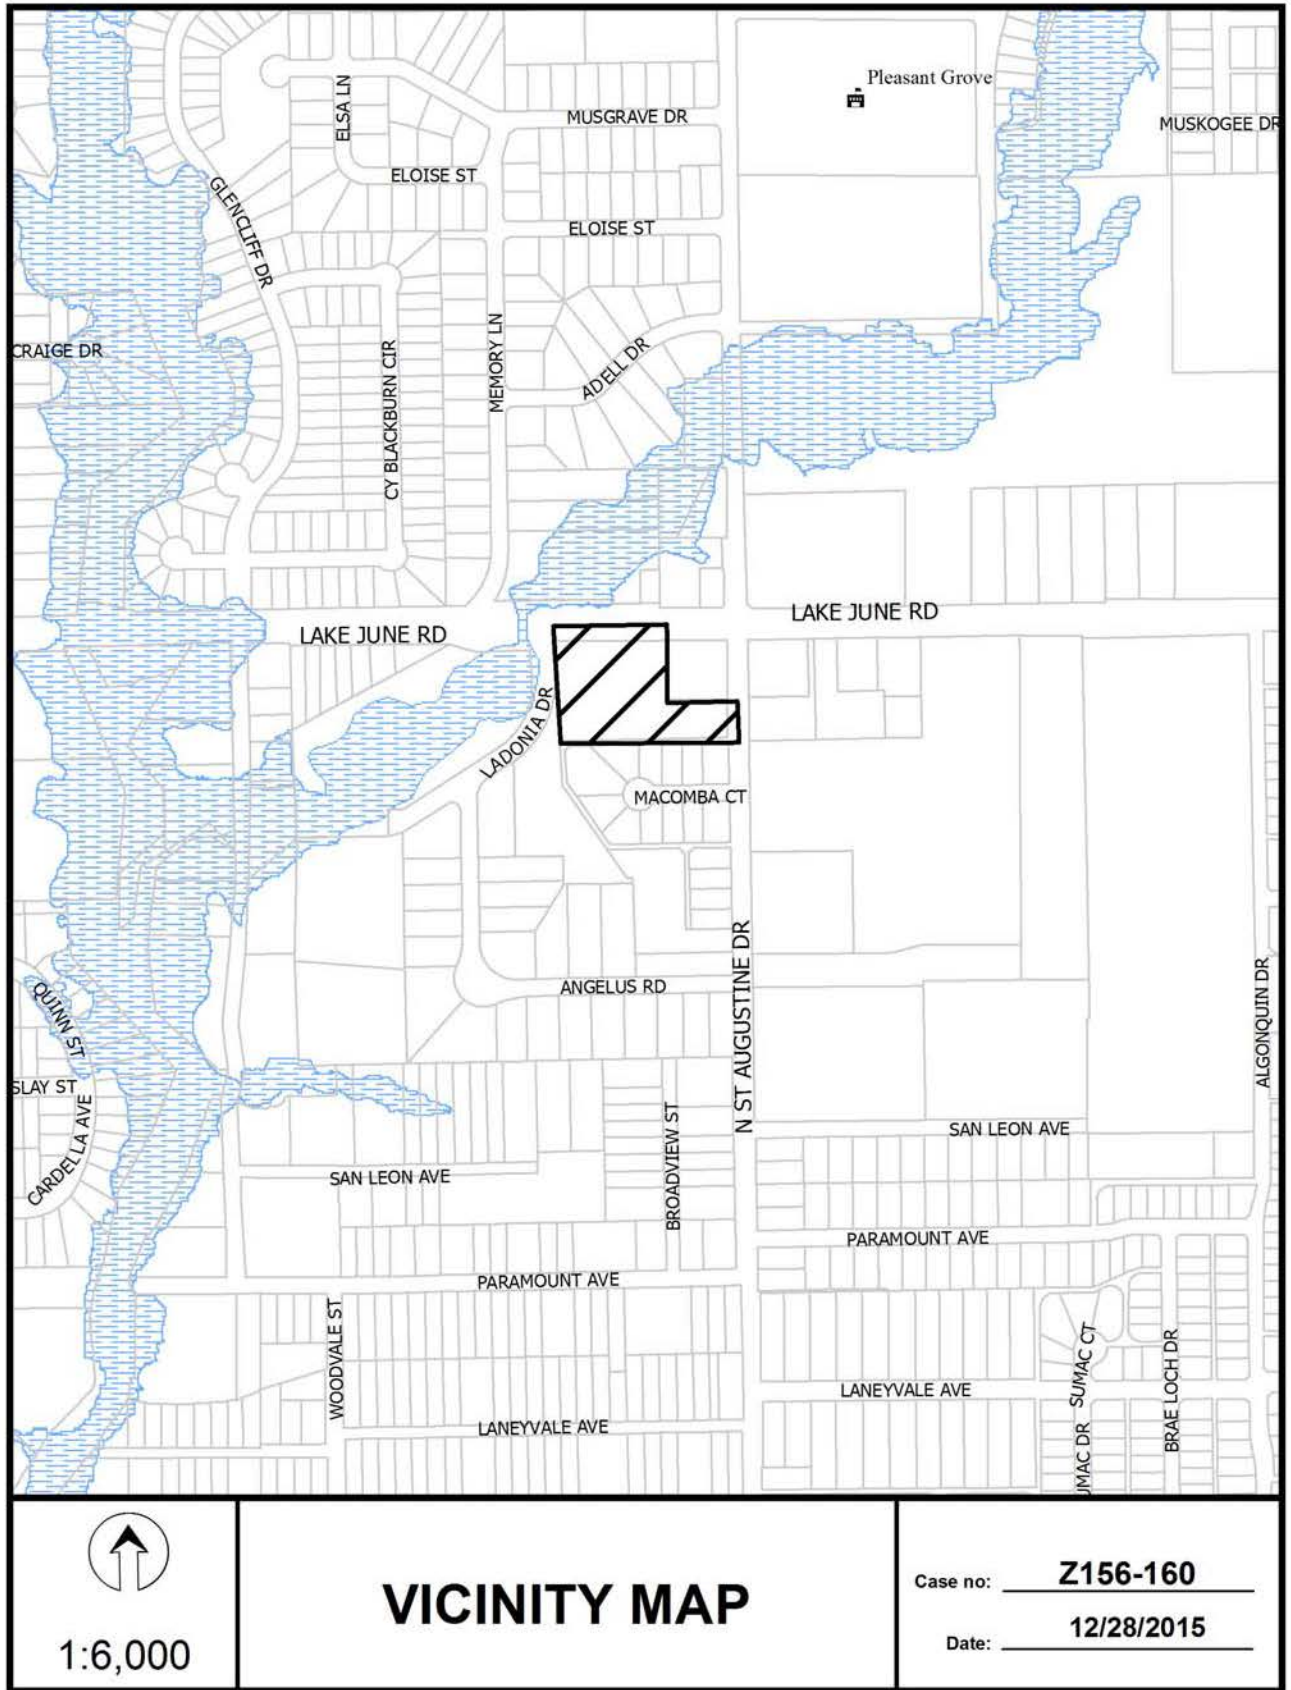 Pleasant Grove
ELSA LN
MUSGRAVE DR
MUSKOGEE DR
ELOISE ST
GLENCLIFF DR
ELOISE ST
CRAIGE DR
MEMORY LN
CY BLACKBURN CIR
ADELL DR
LAKE JUNE RD
LAKE JUNE RD
LADONIA DR
MACOMBA CT
N ST AUGUSTINE DR
ANGELUS RD
ALGONQUIN DR
QUINN ST
SLAY ST
CARDELLA AVE
BROADVIEW ST
SAN LEON AVE
SAN LEON AVE
PARAMOUNT AVE
PARAMOUNT AVE
WOODVALE ST
SUMAC CT
BRAE LOCH DR
LANEYVALE AVE
LANEYVALE AVE
UMAC DR
1:6,000
VICINITY MAP
Case no: Z156-160
Date: 12/28/2015